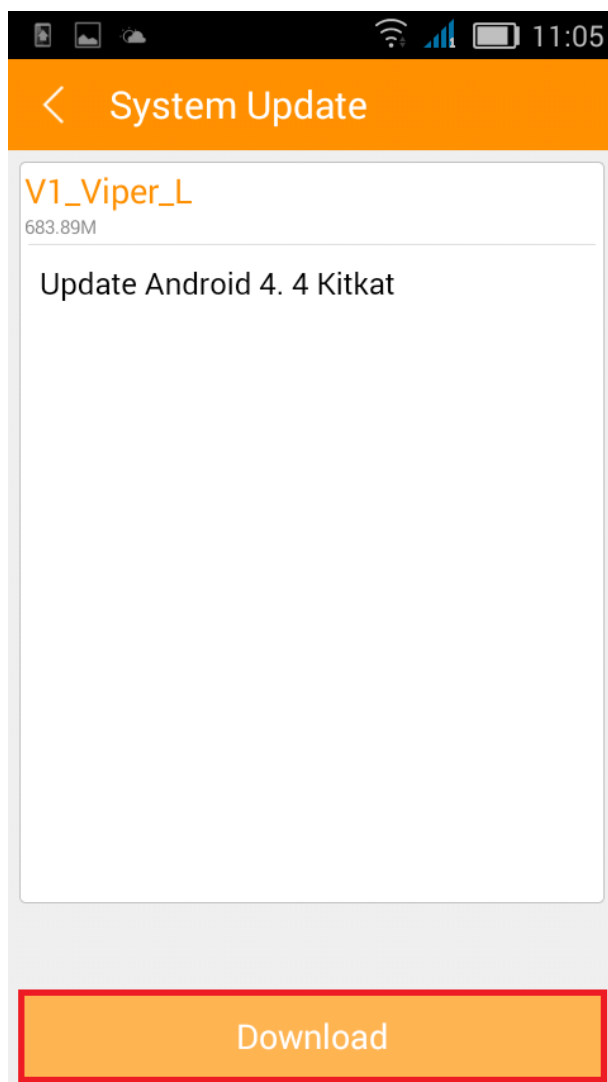 11:05
System Update
V1_Viper_L
683.89M
Update Android 4. 4 Kitkat
Download